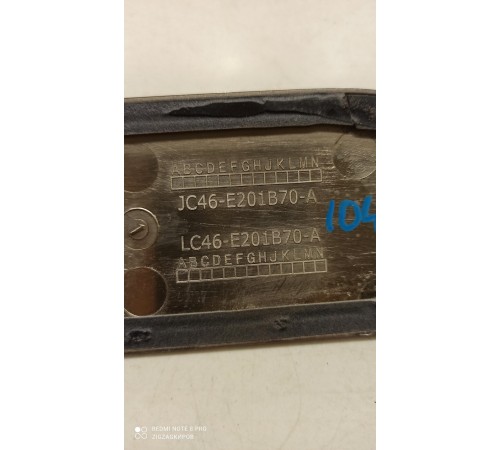 ABCDEFGHJKLMN
JC46-E201B70-A
104
LC46-E201B70-A
ABCDEFGHJKLMN
REDMI NOTE 8 PRO